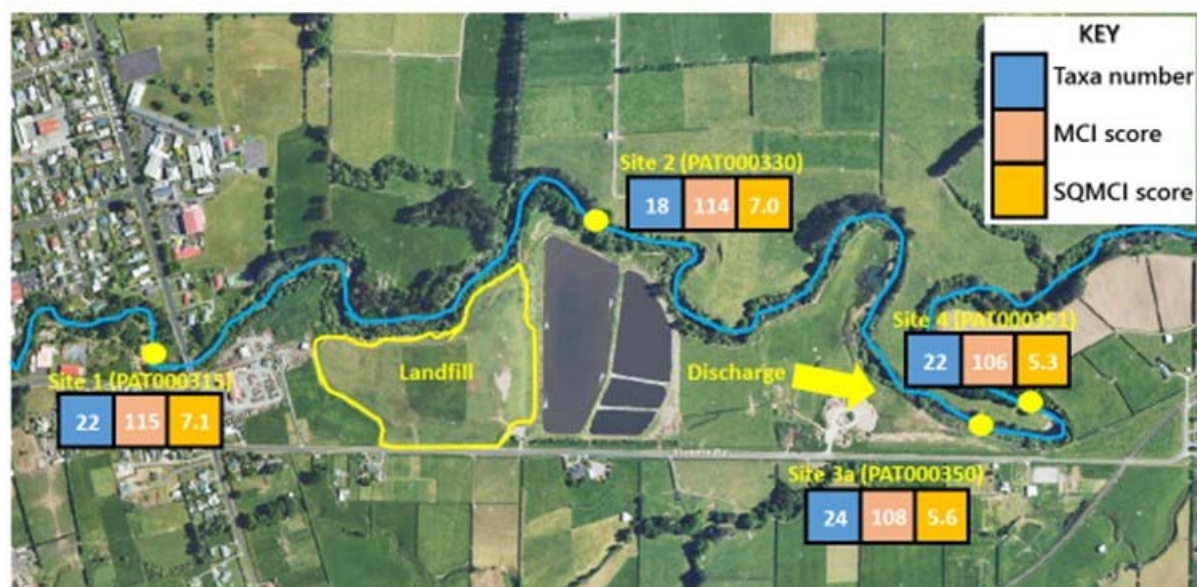 KEY
Taxa number
MCI score
SQMCI score
Site 2 (PAT000330)
18 114 7.0
Site 1 (PAT000315)
22 115 7.1
Landfill
Discharge
Site 4 (PAT000351)
22 106 5.3
Site 3a (PAT000350)
24 108 5.6